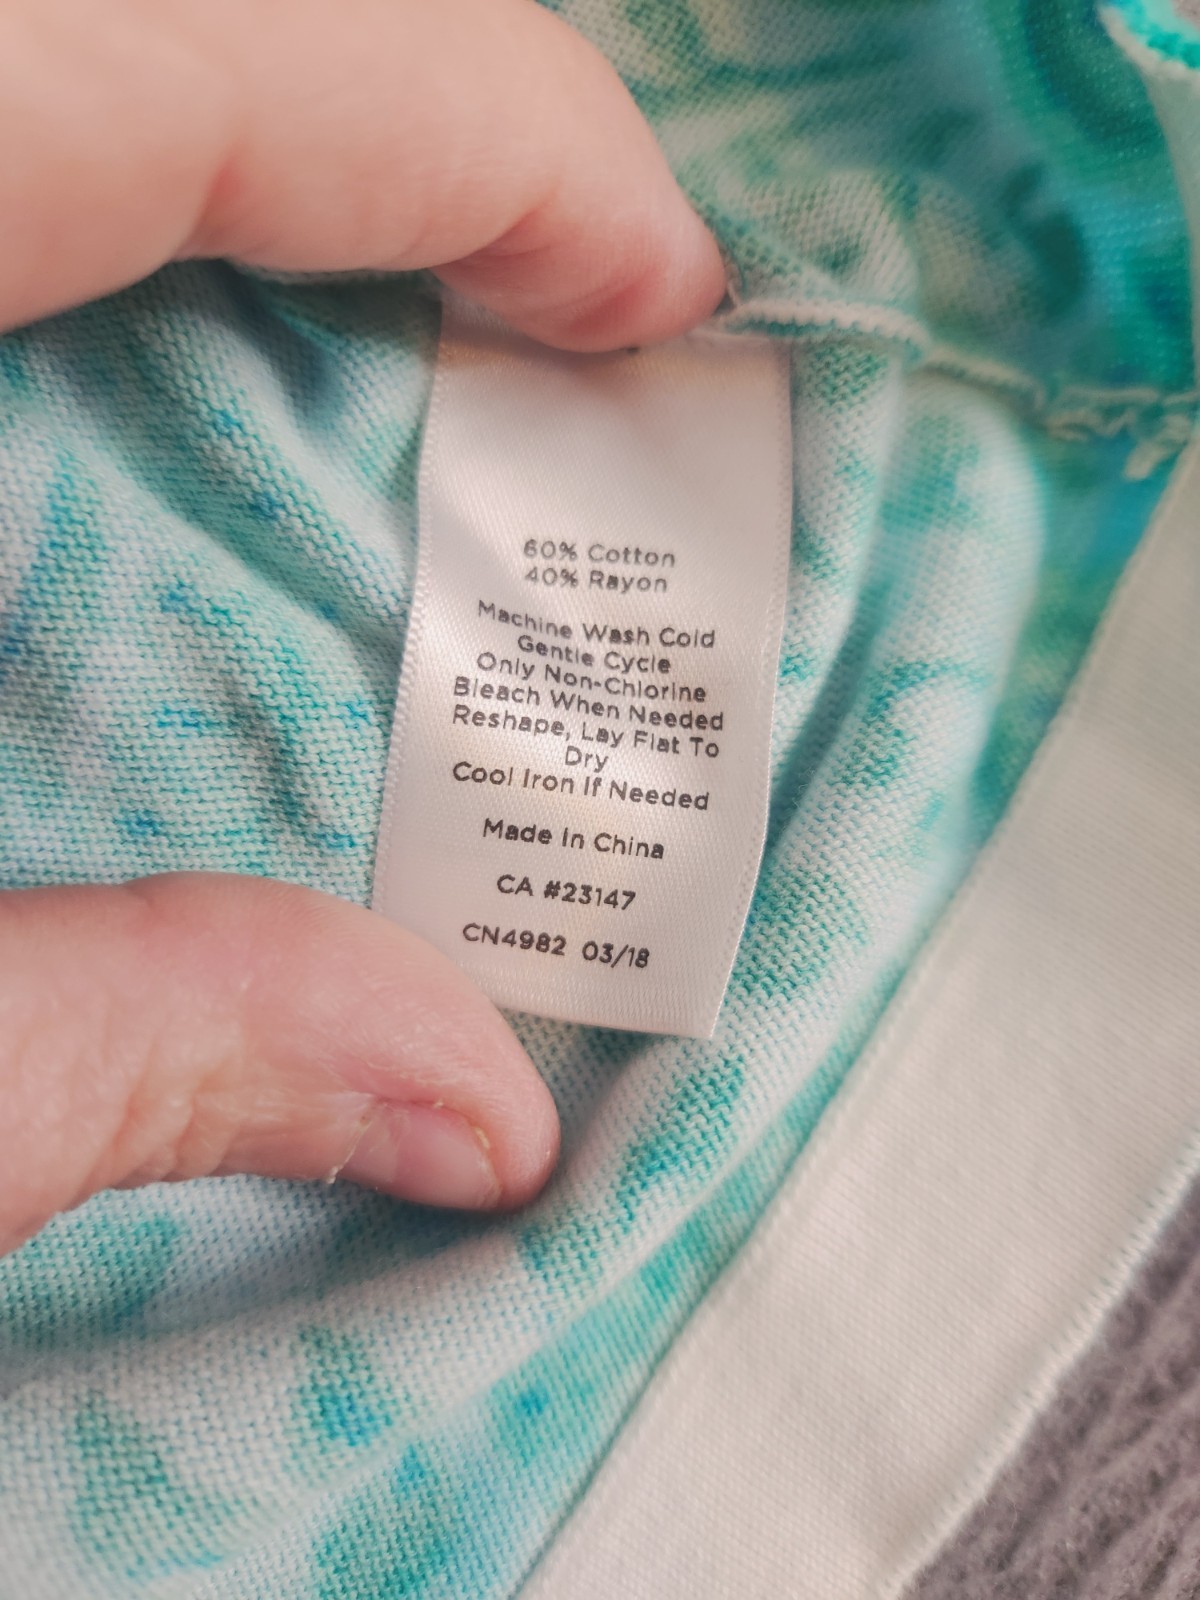 60% Cotton
40% Rayon
Machine Wash Cold
Gentle Cycle
Only Non-Chlorine
Bleach When Needed
Reshape, Lay Flat To
Dry
Cool Iron If Needed
Made In China
CA #23147
CN4982 03/18